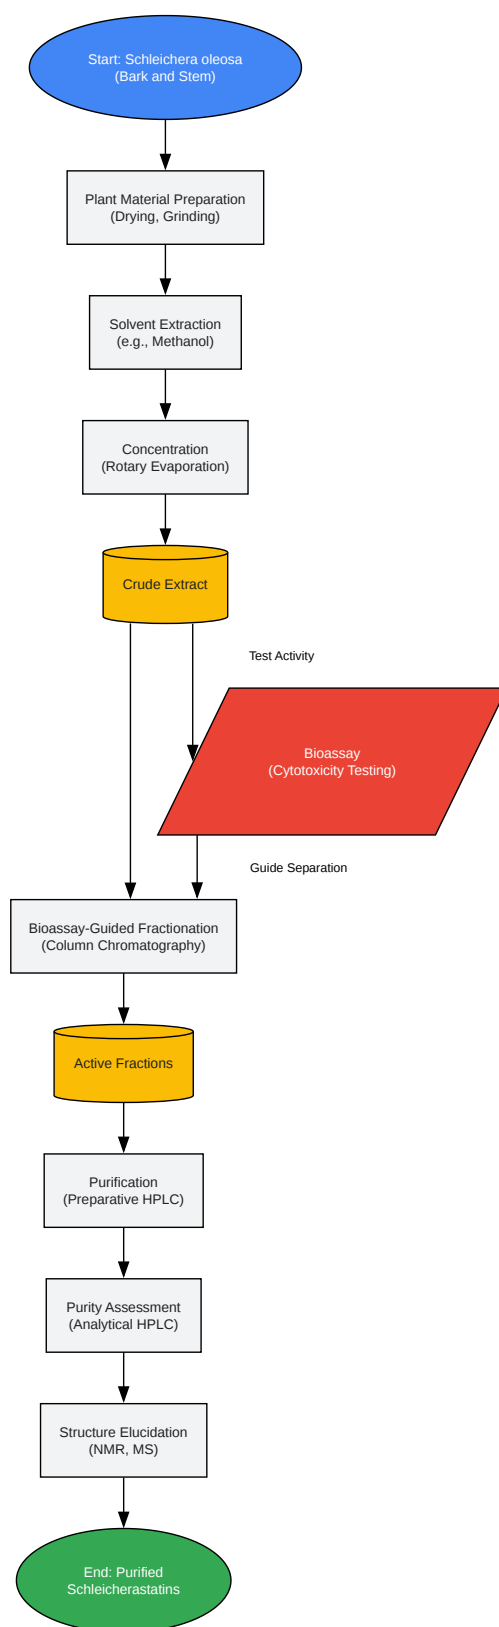 Start: Schleichera oleosa
(Bark and Stem)
Plant Material Preparation
(Drying, Grinding)
Solvent Extraction
(e.g., Methanol)
Concentration
(Rotary Evaporation)
Crude Extract
Test Activity
Bioassay
(Cytotoxicity Testing)
Guide Separation
Bioassay-Guided Fractionation
(Column Chromatography)
Active Fractions
Purification
(Preparative HPLC)
Purity Assessment
(Analytical HPLC)
Structure Elucidation
(NMR, MS)
End: Purified
Schleicherastatins